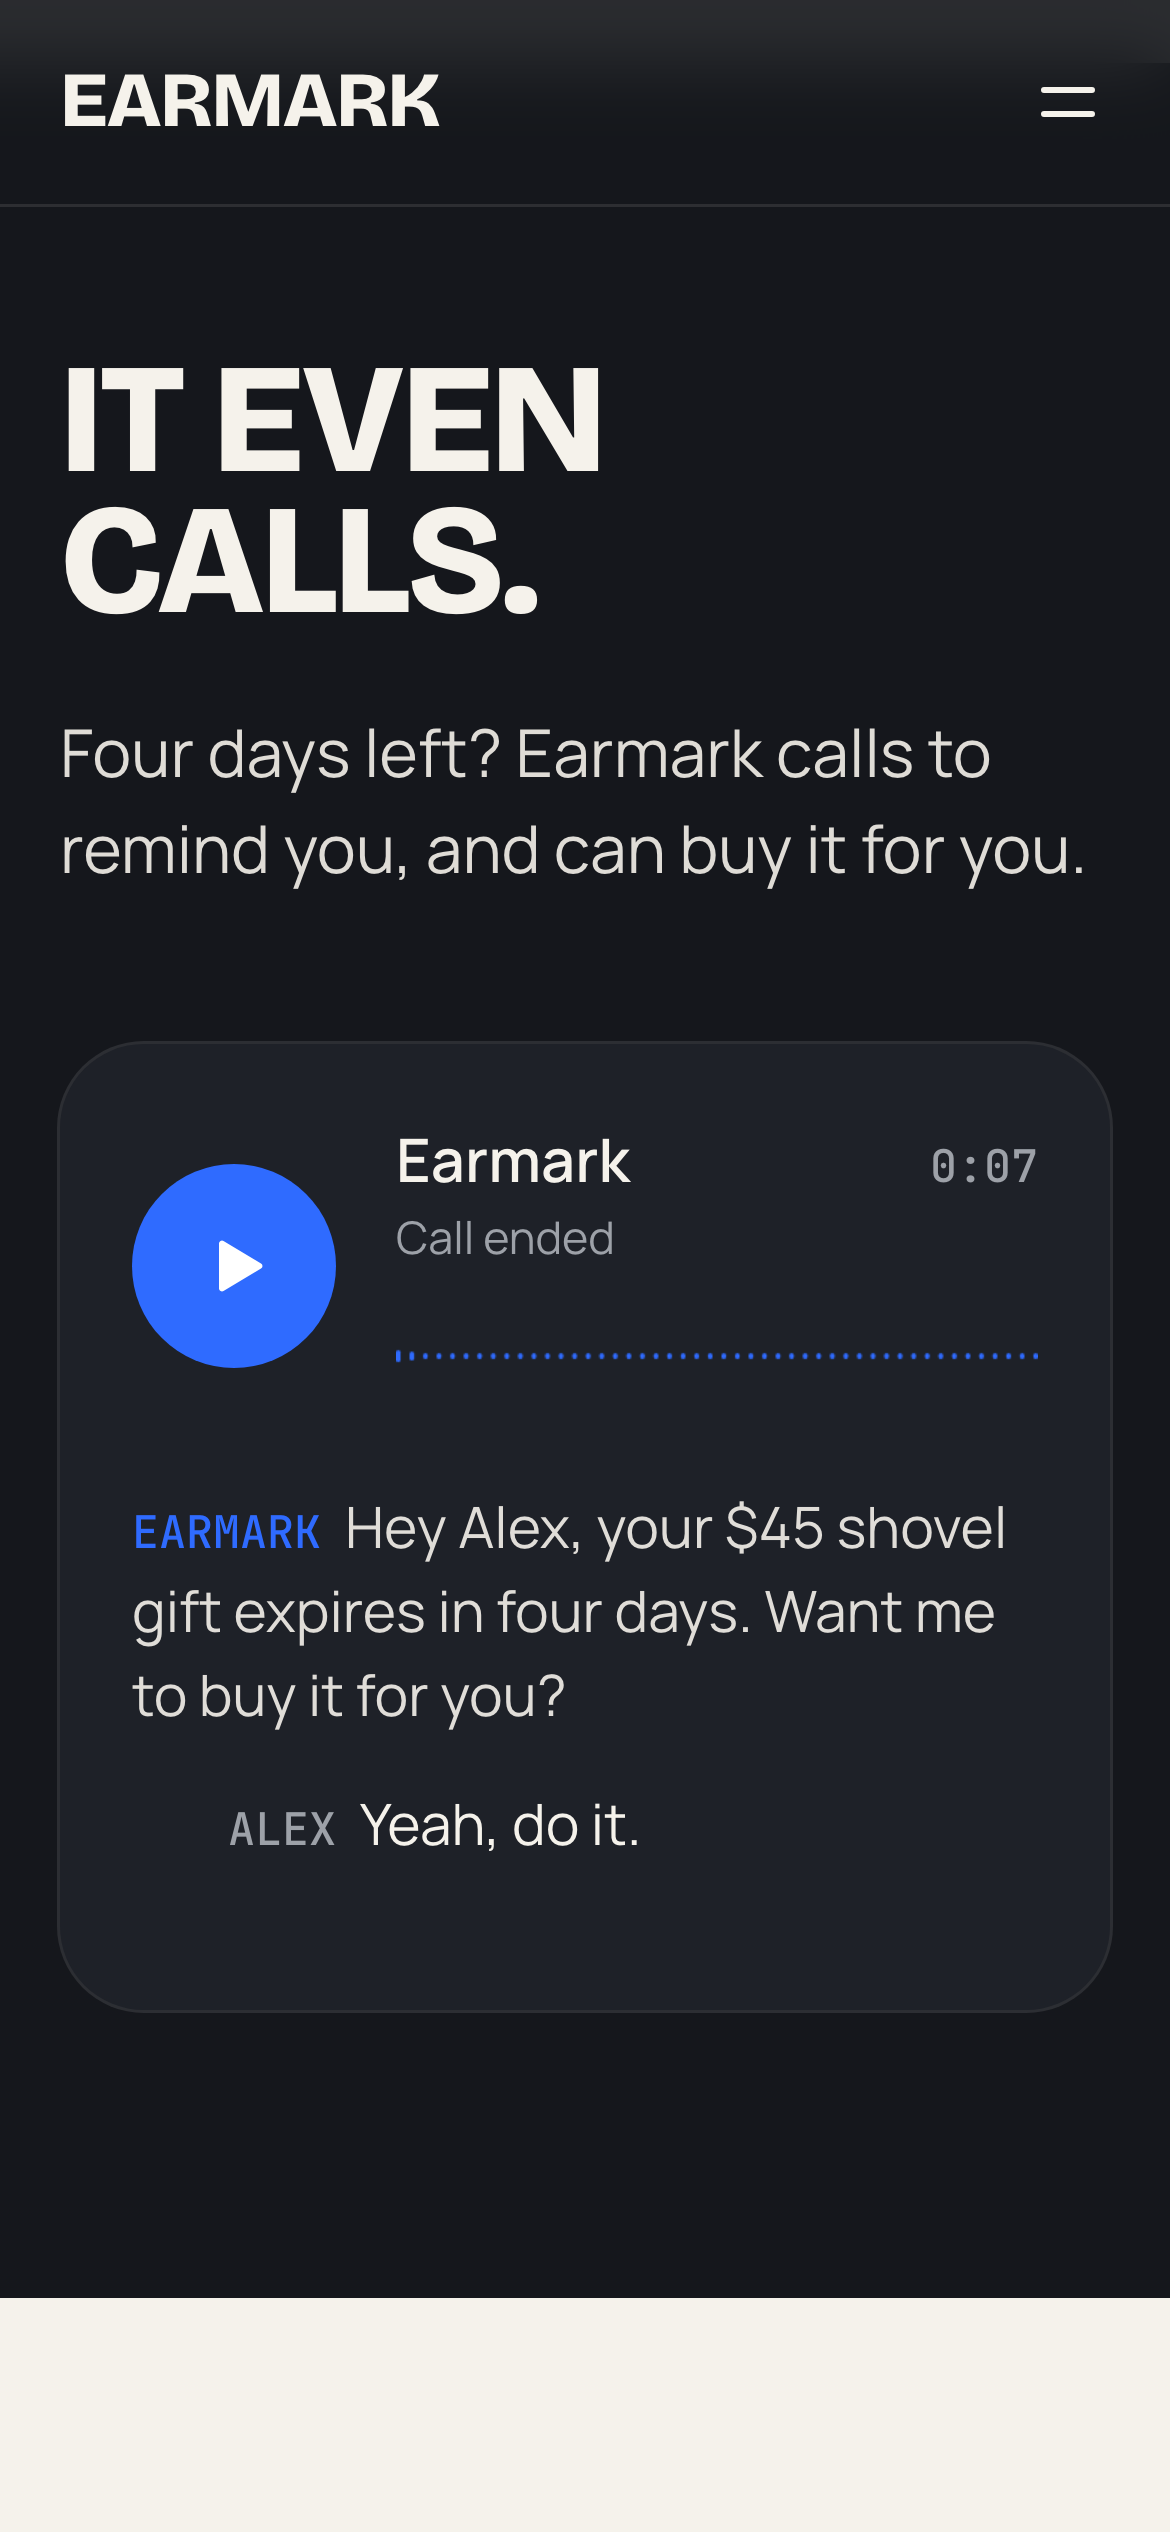 EARMARK
IT EVEN
CALLS.
Four days left? Earmark calls to
remind you, and can buy it for you.
Earmark
0:07
Call ended
EARMARK Hey Alex, your $45 shovel
gift expires in four days. Want me
to buy it for you?
ALEX Yeah, do it.